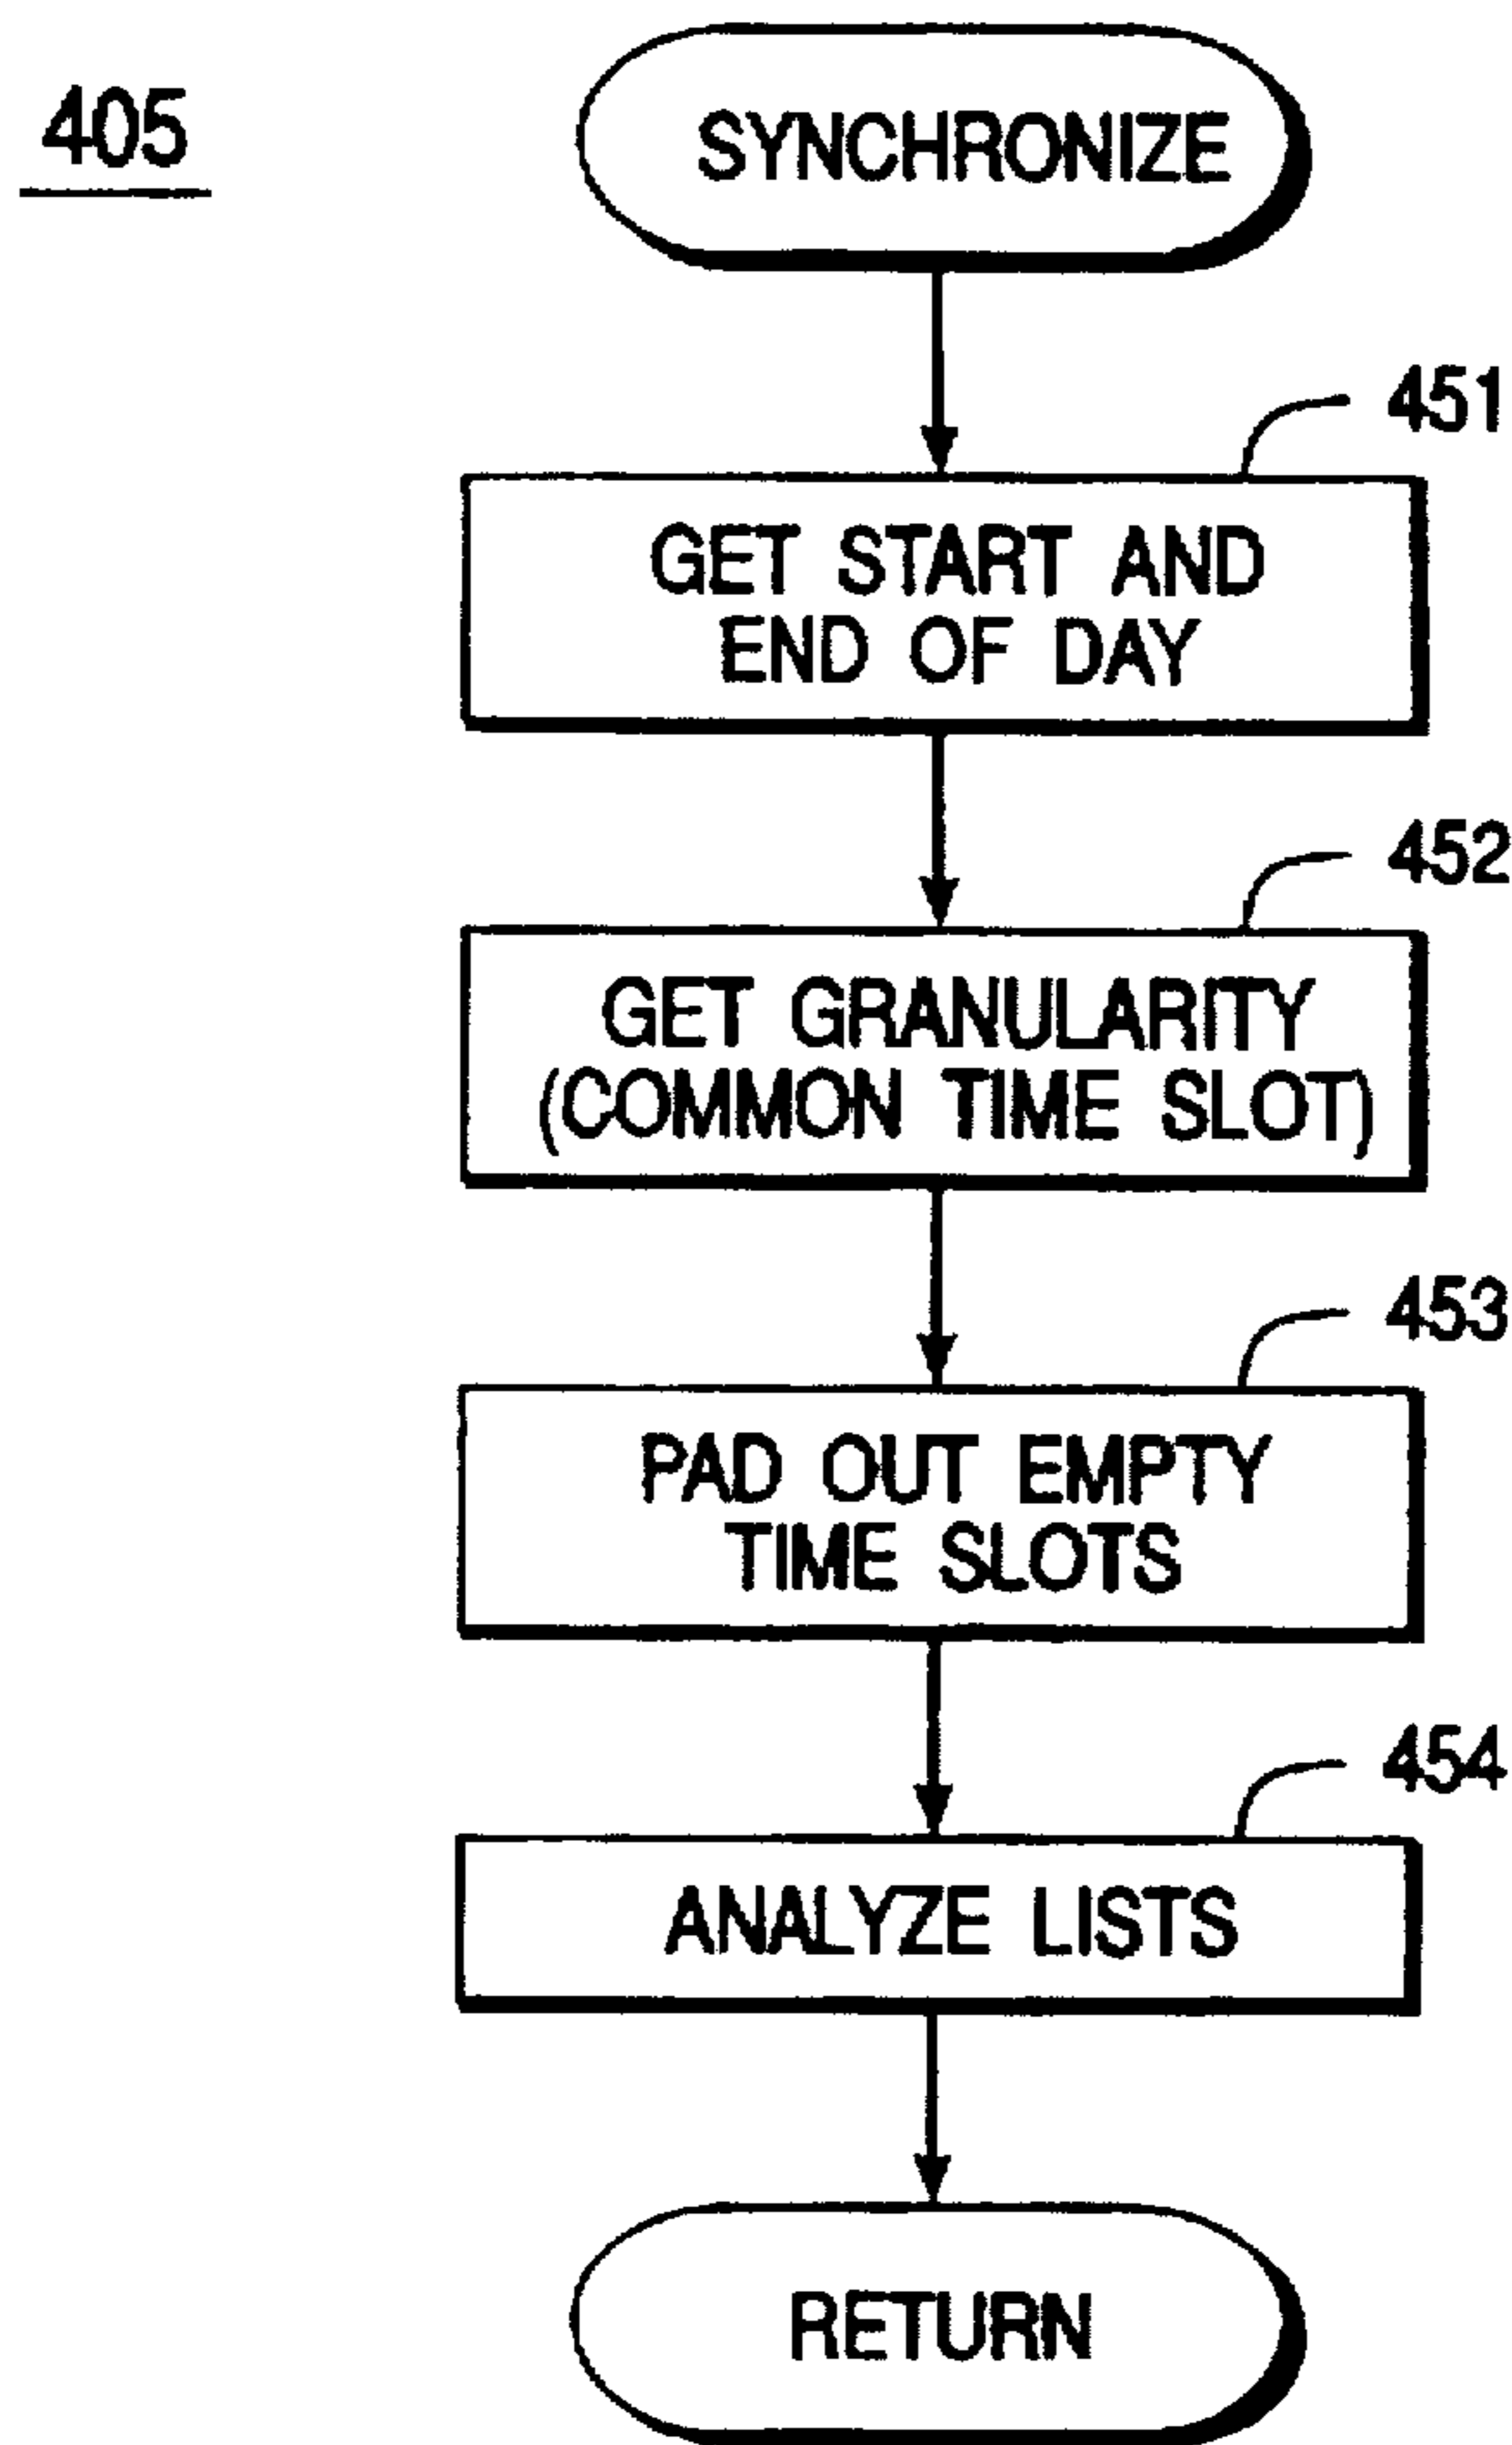 405
SYNCHRONIZE
451
GET START AND
END OF DAY
452
GET GRANULARITY
(COMMON TIME SLOT)
453
PAD OUT EMPTY
TIME SLOTS
454
ANALYZE LISTS
RETURN